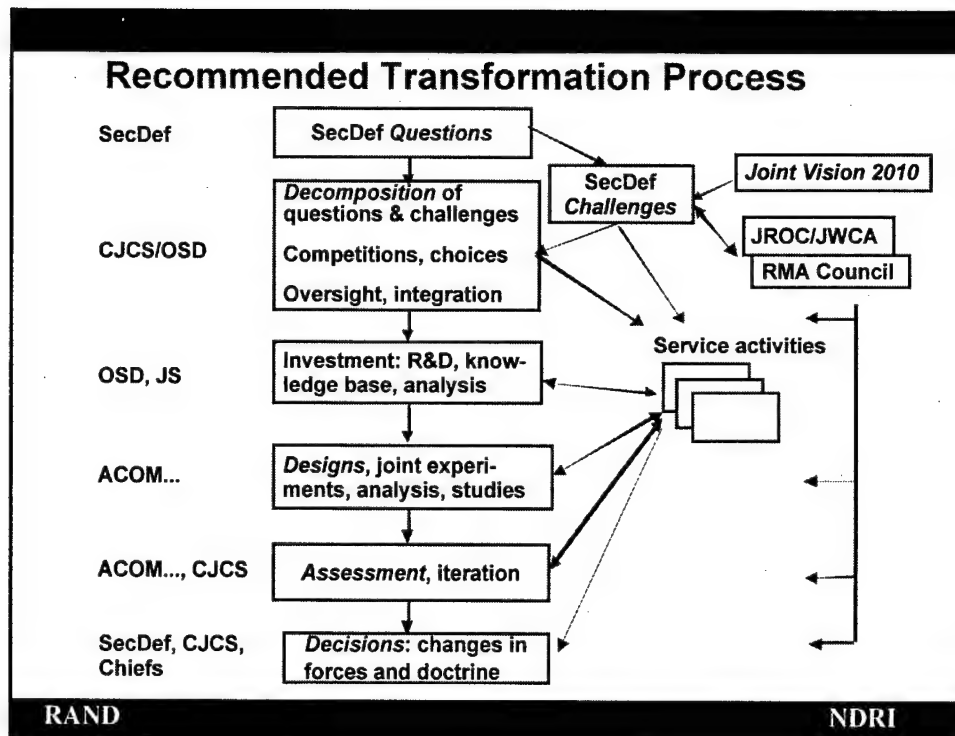 Recommended Transformation Process
SecDef
SecDef Questions
SecDef
Challenges
Joint Vision 2010
JROC/JWCA
RMA Council
CJCS/OSD
Decomposition of
questions & challenges
Competitions, choices
Oversight, integration
Service activities
OSD, JS
Investment: R&D, know-
ledge base, analysis
ACOM...
Designs, joint experi-
ments, analysis, studies
ACOM..., CJCS
Assessment, iteration
SecDef, CJCS,
Chiefs
Decisions: changes in
forces and doctrine
RAND
NDRI